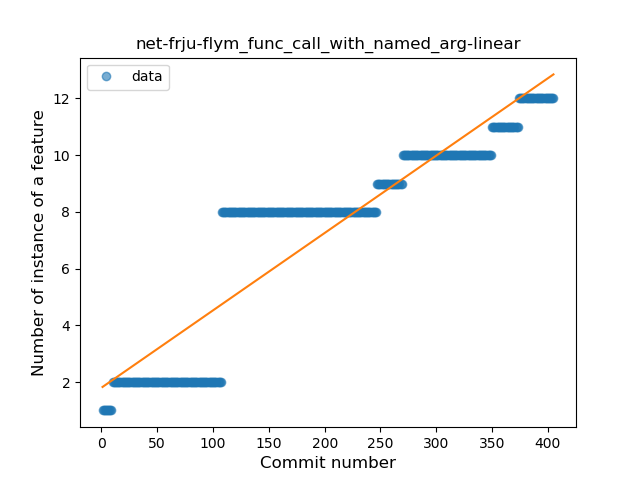 net-frju-flym_func_call_with_named_arg-linear
data
Number of instance of a feature
12
10
8
6
4
2
0 50 100 150 200 250 300 350 400
Commit number